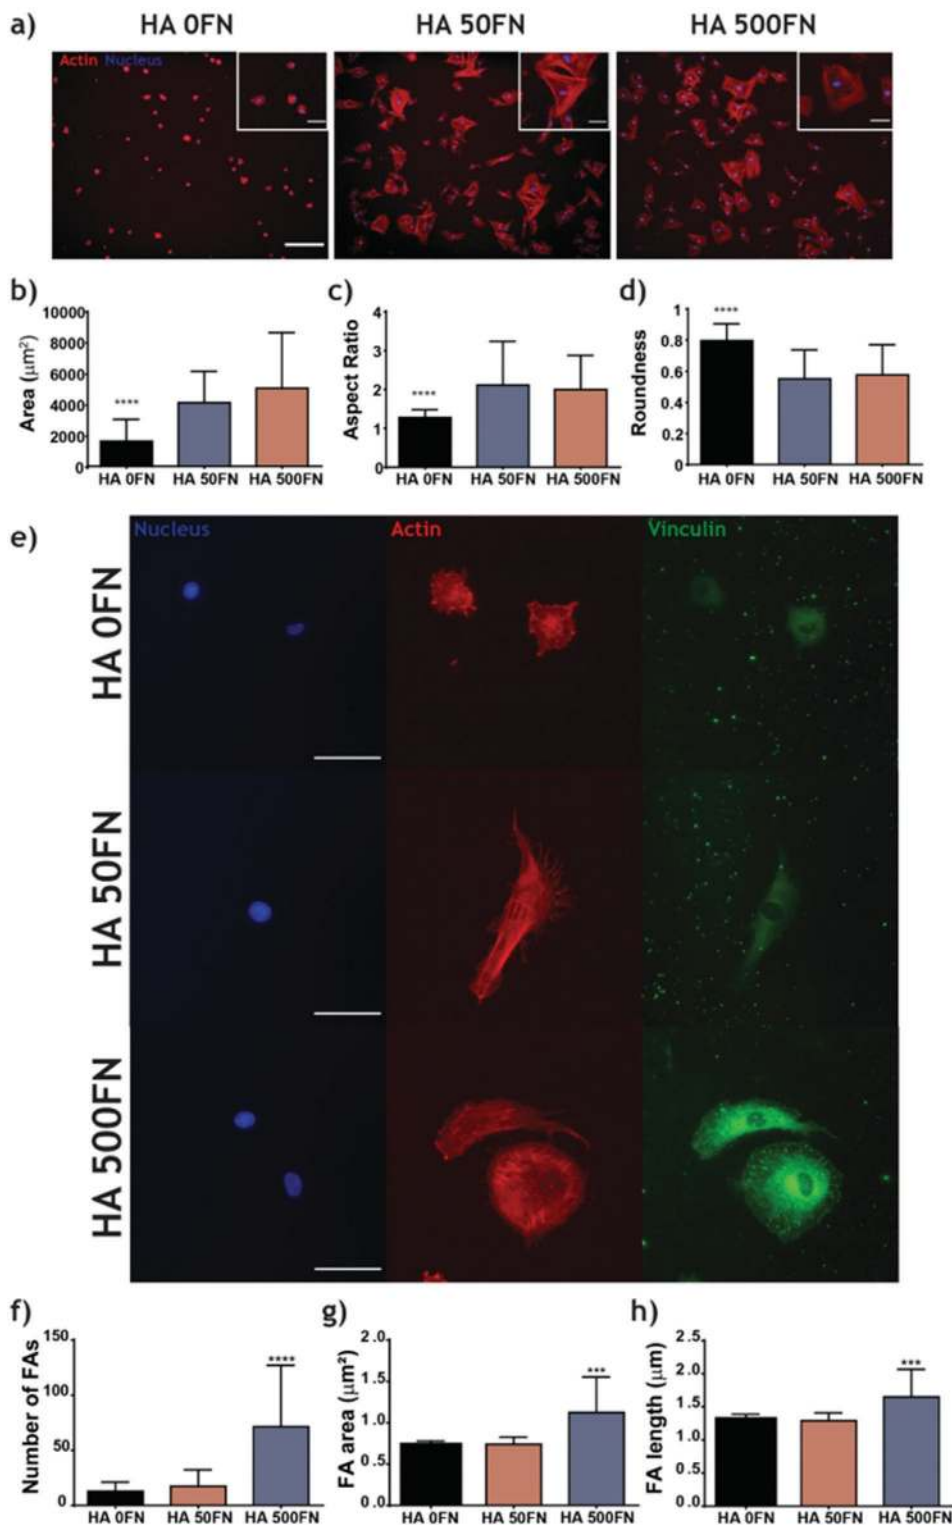 a)
HA 0FN HA 50FN HA 500FN
Actin Nucleus
b) c) d)
Area (μm²)
10000
8000
6000
4000
2000
0
****
HA 0FN HA 50FN HA 500FN
Aspect Ratio
4
3
2
1
0
****
HA 0FN HA 50FN HA 500FN
Roundness
1
0.8
0.6
0.4
0.2
0
****
HA 0FN HA 50FN HA 500FN
e)
Nucleus Actin Vinculin
HA 0FN
HA 50FN
HA 500FN
f) g) h)
Number of FAs
150
100
50
0
****
HA 0FN HA 50FN HA 500FN
FA area (μm²)
2.0
1.5
1.0
0.5
0.0
***
HA 0FN HA 50FN HA 500FN
FA length (μm)
2.5
2.0
1.5
1.0
0.5
0.0
***
HA 0FN HA 50FN HA 500FN